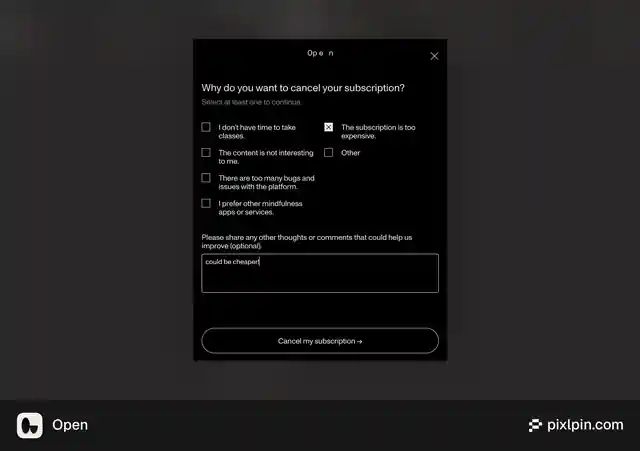 Open
Why do you want to cancel your subscription?
Select at least one to continue.
I don't have time to take
classes.
The content is not interesting
to me.
There are too many bugs and
issues with the platform.
I prefer other mindfulness
apps or services.
The subscription is too
expensive.
Other
Please share any other thoughts or comments that could help us
improve (optional).
could be cheaper!
Cancel my subscription →
Open
pixlpin.com